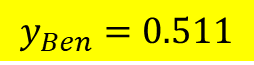 y_Ben = 0.511